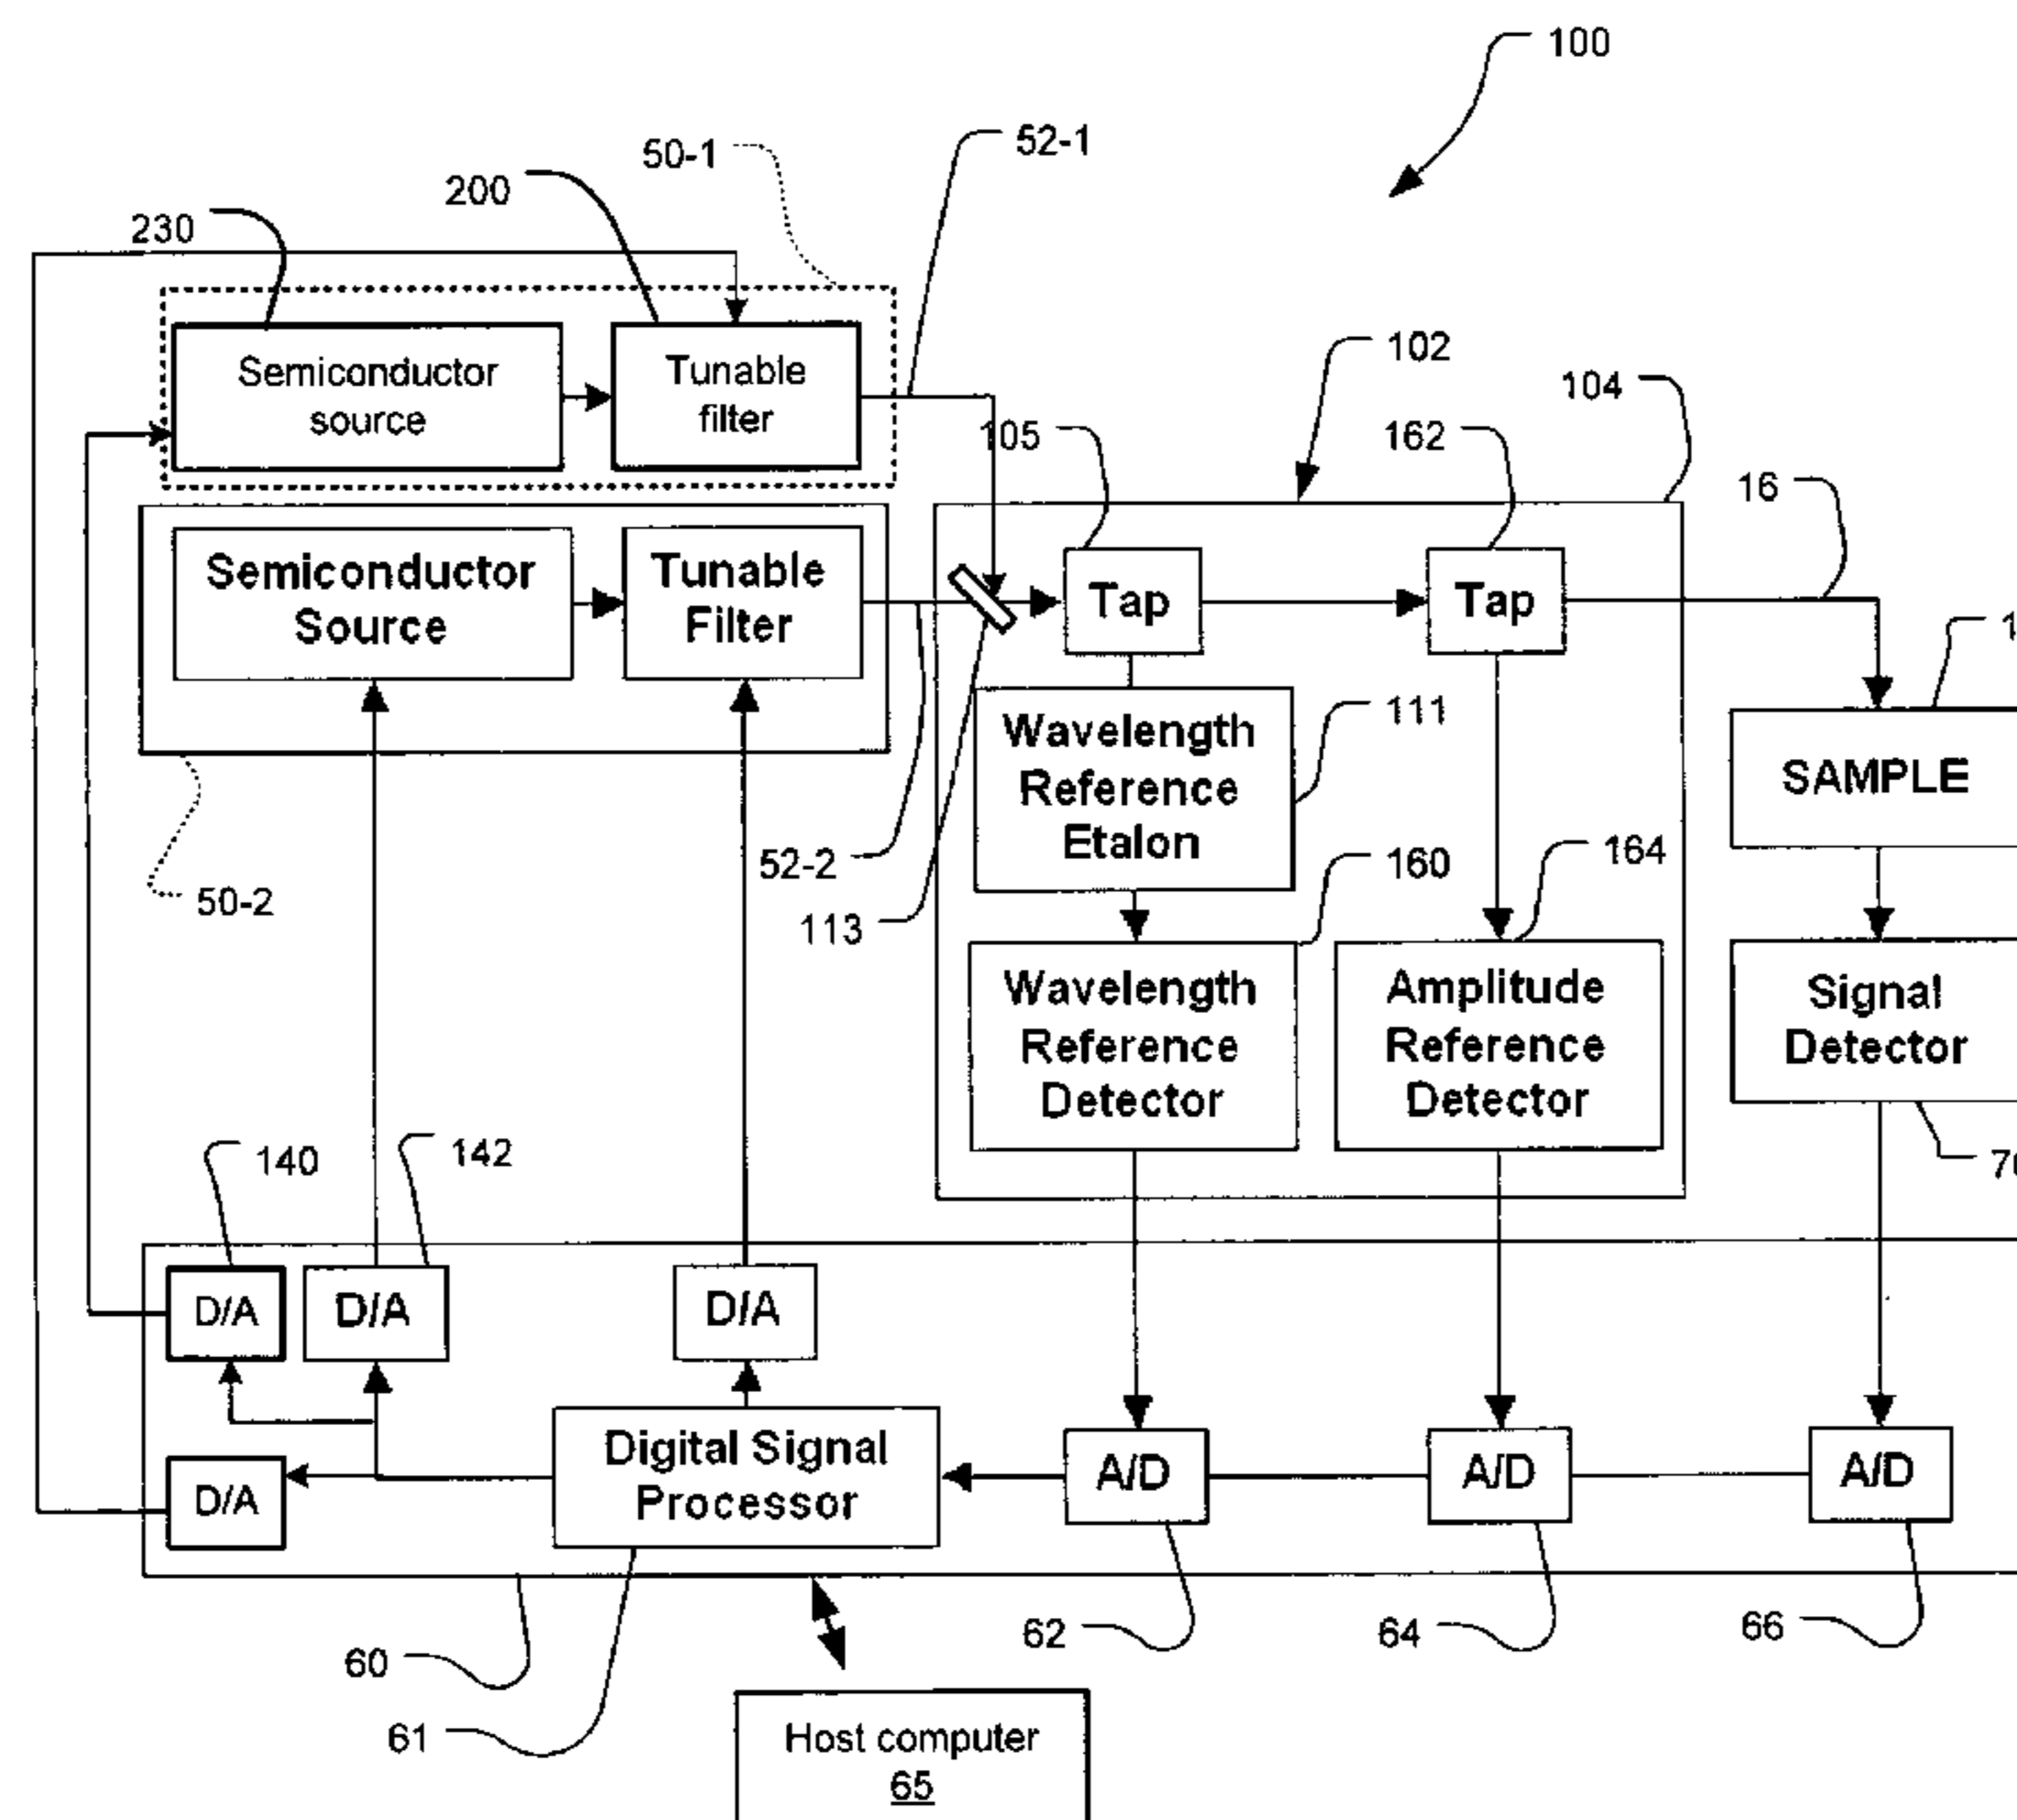 100
52-1
50-1
200
230
Semiconductor
source
Tunable
filter
102
104
105
162
16
Semiconductor
Source
Tunable
Filter
Tap
Tap
111
Wavelength
Reference
Etalon
SAMPLE
52-2
50-2
113
160
164
Wavelength
Reference
Detector
Amplitude
Reference
Detector
Signal
Detector
140
142
D/A
D/A
D/A
D/A
Digital Signal
Processor
A/D
A/D
A/D
60
61
62
64
66
Host computer
65